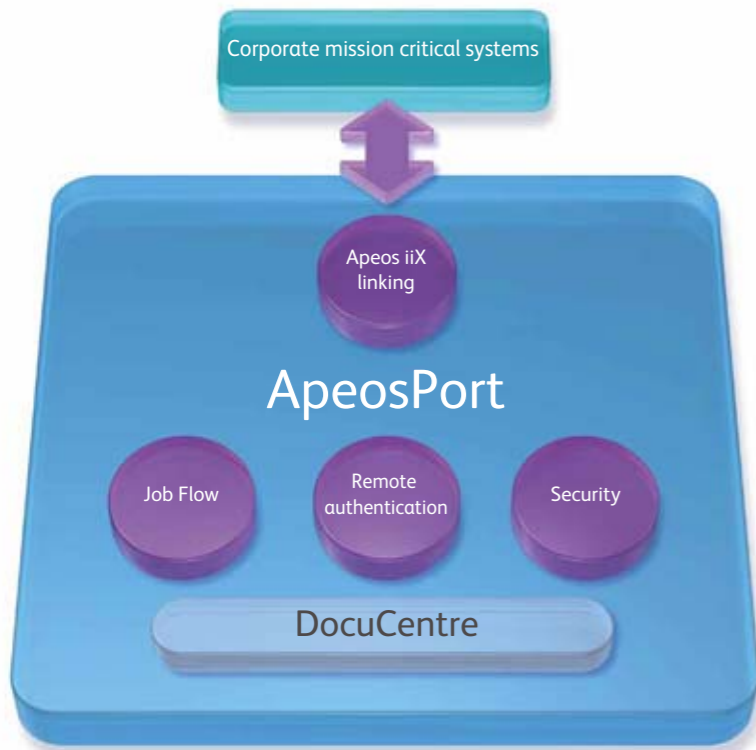 Corporate mission critical systems
Apeos iiX
linking
ApeosPort
Job Flow
Remote
authentication
Security
DocuCentre